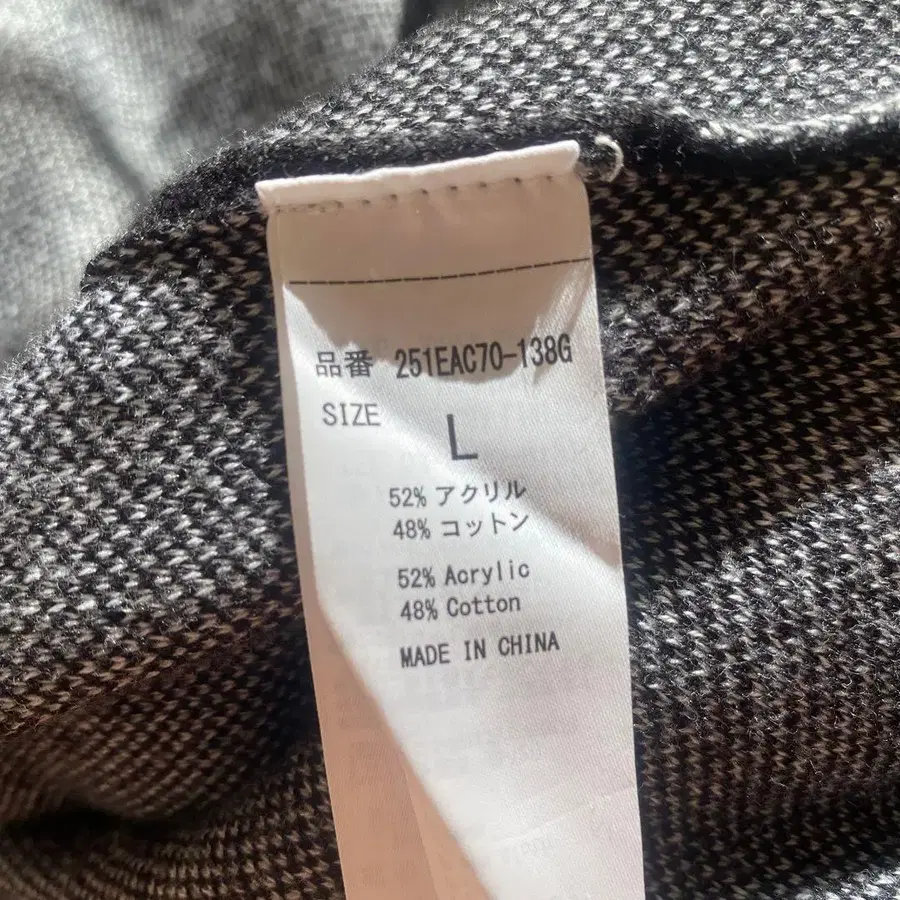 品番 251EAC70-138G
SIZE L
52% アクリル
48% コットン
52% Acrylic
48% Cotton
MADE IN CHINA